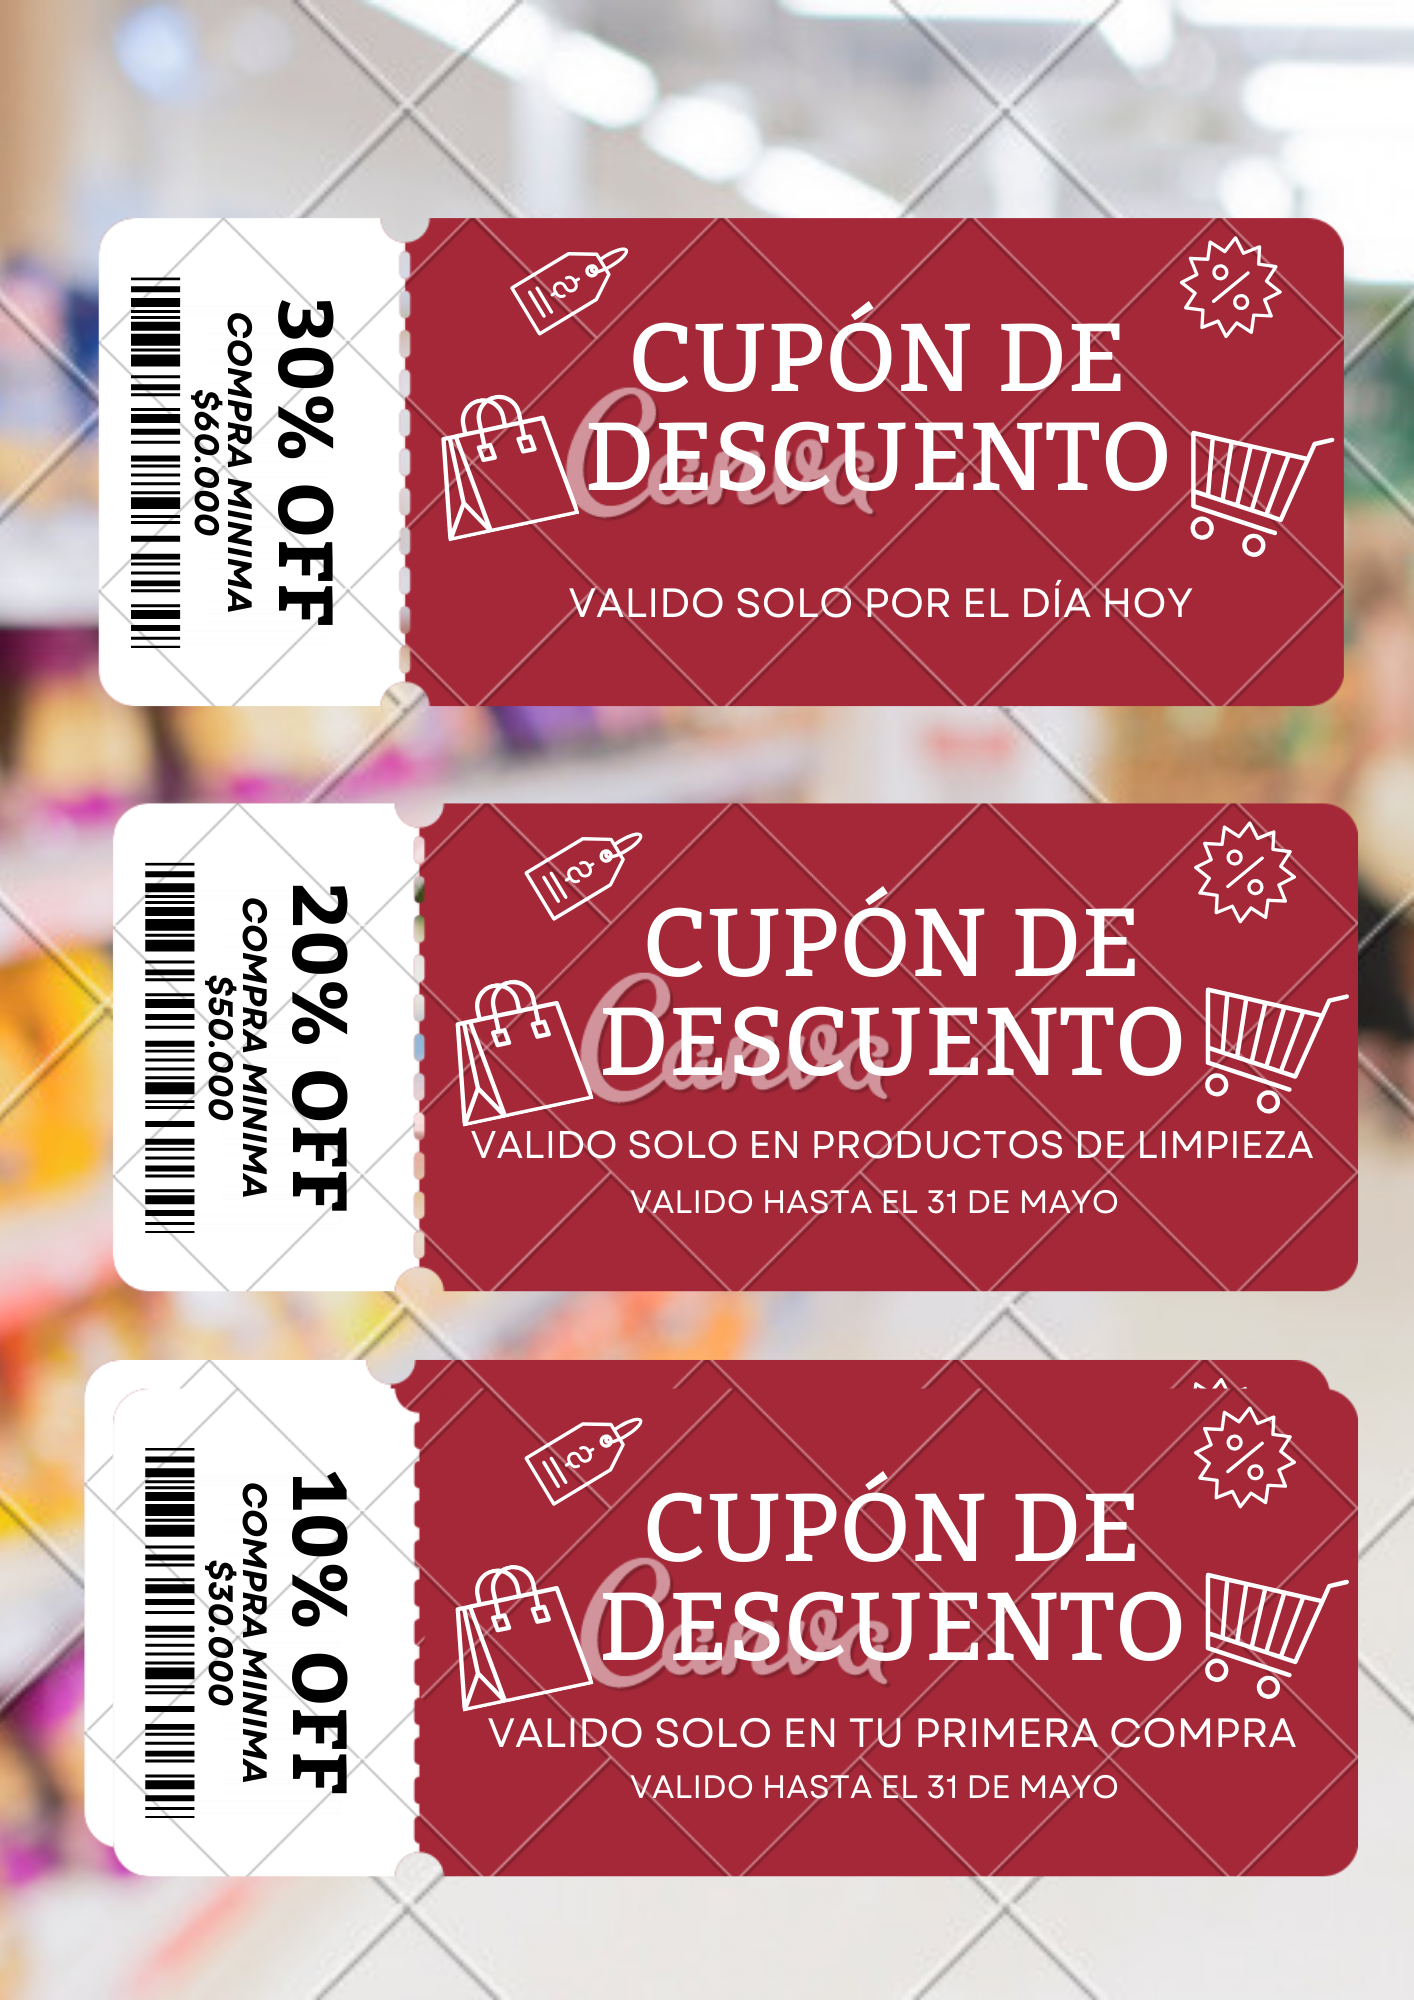 30% OFF
COMPRA MINIMA
$60.000
CUPÓN DE
DESCUENTO
Canva
VALIDO SOLO POR EL DÍA HOY
20% OFF
COMPRA MINIMA
$50.000
CUPÓN DE
DESCUENTO
Canva
VALIDO SOLO EN PRODUCTOS DE LIMPIEZA
VALIDO HASTA EL 31 DE MAYO
10% OFF
COMPRA MINIMA
$30.000
CUPÓN DE
DESCUENTO
Canva
VALIDO SOLO EN TU PRIMERA COMPRA
VALIDO HASTA EL 31 DE MAYO